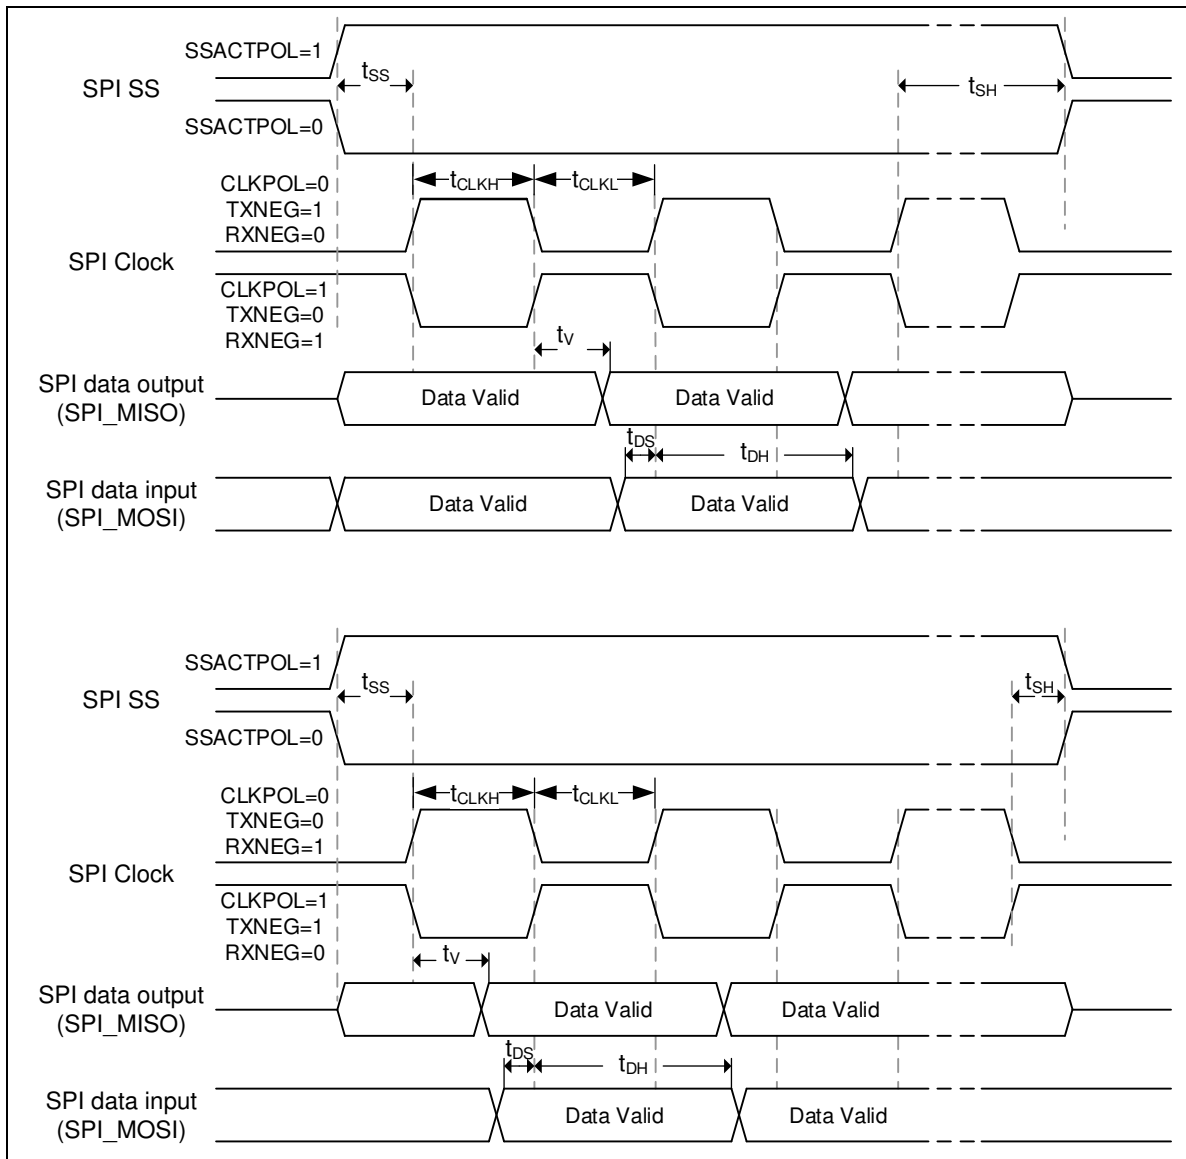 SSACTPOL=1
SPI SS
tSS
tSH
SSACTPOL=0
CLKPOL=0
TXNEG=1
RXNEG=0
tCLKH
tCLKL
SPI Clock
CLKPOL=1
TXNEG=0
RXNEG=1
tV
SPI data output
(SPI_MISO)
Data Valid
Data Valid
tDS
tDH
SPI data input
(SPI_MOSI)
Data Valid
Data Valid
SSACTPOL=1
SPI SS
tSS
tSH
SSACTPOL=0
CLKPOL=0
TXNEG=0
RXNEG=1
tCLKH
tCLKL
SPI Clock
CLKPOL=1
TXNEG=1
RXNEG=0
tV
SPI data output
(SPI_MISO)
Data Valid
Data Valid
tDS
tDH
SPI data input
(SPI_MOSI)
Data Valid
Data Valid